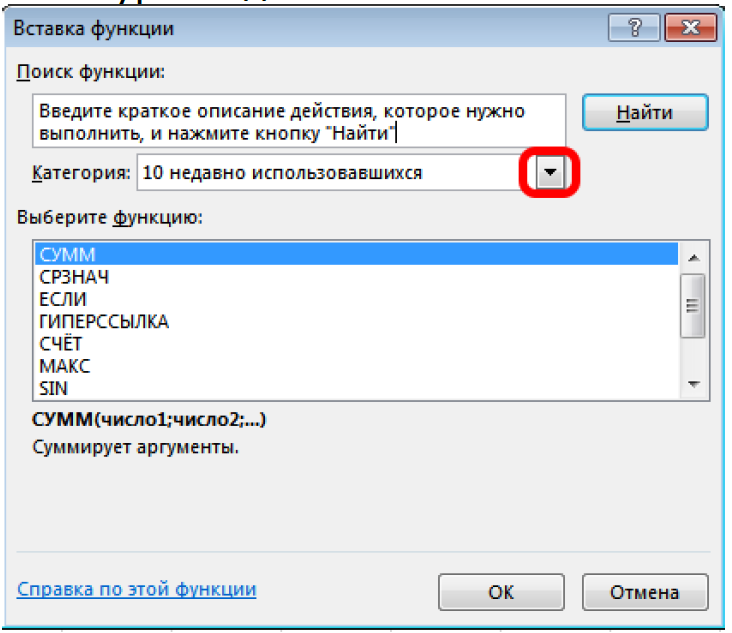 Вставка функции
Поиск функции:
Введите краткое описание действия, которое нужно
выполнить, и нажмите кнопку "Найти"
Найти
Категория: 10 недавно использовавшихся
Выберите функцию:
СУММ
СРЗНАЧ
ЕСЛИ
ГИПЕРССЫЛКА
СЧЁТ
МАКС
SIN
СУММ(число1;число2;...)
Суммирует аргументы.
Справка по этой функции
ОК
Отмена